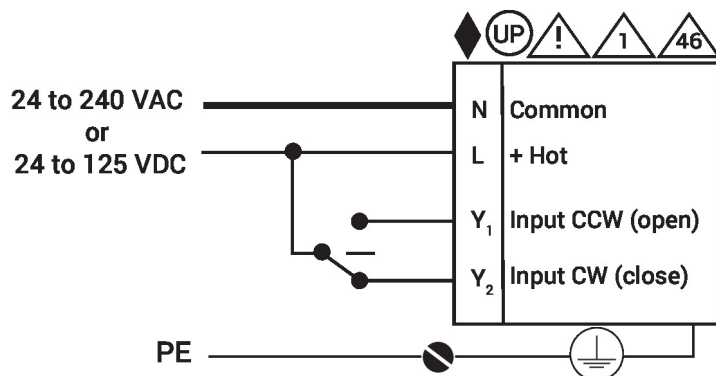 UP ! 1 46
24 to 240 VAC
or
24 to 125 VDC
N Common
L + Hot
Y1 Input CCW (open)
Y2 Input CW (close)
PE